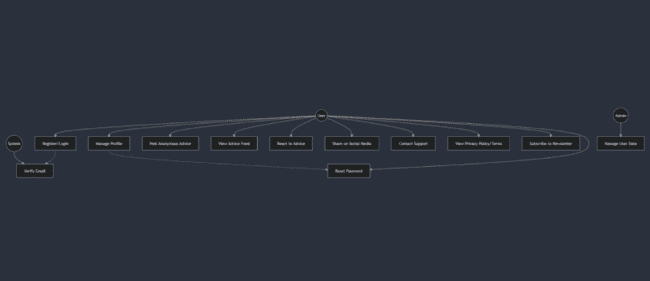 User
Admin
System
Register/Login
Manage Profile
Post Anonymous Advice
View Advice Feed
React to Advice
Share on Social Media
Contact Support
View Privacy Policy/Terms
Subscribe to Newsletter
Manage User Data
Verify Email
Reset Password